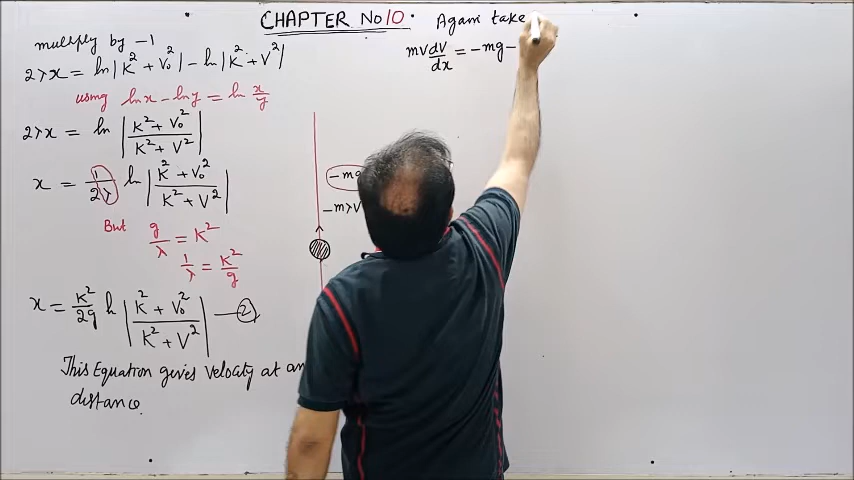 CHAPTER No 10.
multiply by -1
2λx = ln|K² + V₀²| - ln|K² + V²|
using lnx - lny = ln x/y
2λx = ln |K² + V₀² / K² + V²|
x = 1/2λ ln |K² + V₀² / K² + V²|
But g/λ = K²
1/λ = K²/g
x = K²/2g ln |K² + V₀² / K² + V²| — 2
This Equation gives velocity at an
distance.
-mg
-mλV
Again take
mv dv/dx = -mg -